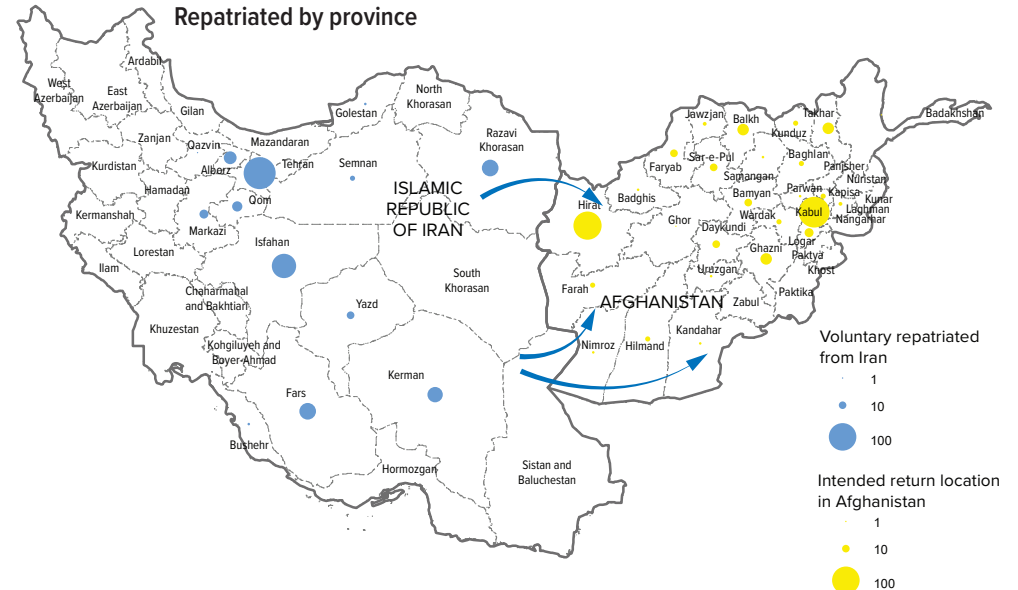 Repatriated by province
Ardabil
West
Azerbaijan
East
Azerbaijan
Gilan
Zanjan
Qazvin
Mazandaran
Golestan
North
Khorasan
Razavi
Khorasan
Kurdistan
Alborz
Tehran
Semnan
Hamadan
Qom
Kermanshah
Markazi
ISLAMIC
REPUBLIC
OF IRAN
Isfahan
Lorestan
Ilam
Chaharmahal
and Bakhtiari
Yazd
South
Khorasan
Khuzestan
Kohgiluyeh and
Boyer-Ahmad
Kerman
Fars
Bushehr
Hormozgan
Sistan and
Baluchestan
Jawzjan
Balkh
Takhar
Badakhshan
Kunduz
Faryab
Sar-e-Pul
Baghlan
Samangan
Panjsher
Nuristan
Badghis
Bamyan
Parwan
Kapisa
Kunar
Laghman
Hirat
Ghor
Wardak
Kabul
Nangarhar
Daykundi
Logar
Ghazni
Paktya
Khost
Uruzgan
Farah
AFGHANISTAN
Zabul
Paktika
Kandahar
Nimroz
Hilmand
Voluntary repatriated
from Iran
1
10
100
Intended return location
in Afghanistan
1
10
100